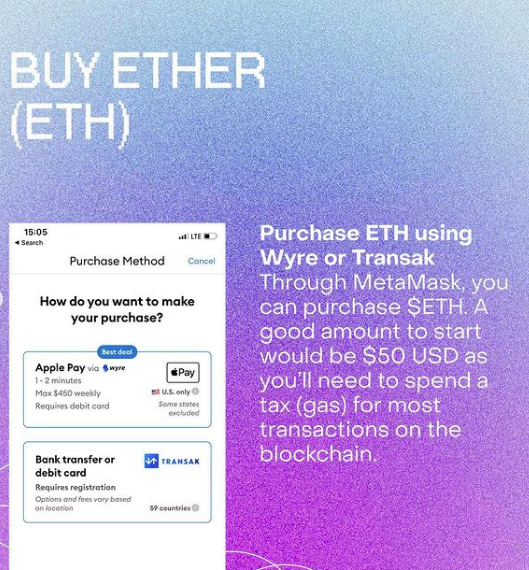 BUY ETHER
(ETH)
15:05
LTE
◀ Search
Purchase Method
Cancel
How do you want to make
your purchase?
Best deal
Apple Pay via wyre
Pay
1 - 2 minutes
Max $450 weekly
U.S. only
Requires debit card
Some states
excluded
Bank transfer or
debit card
TRANSAK
Requires registration
Options and fees vary based
on location
59 countries
Purchase ETH using
Wyre or Transak
Through MetaMask, you
can purchase $ETH. A
good amount to start
would be $50 USD as
you'll need to spend a
tax (gas) for most
transactions on the
blockchain.